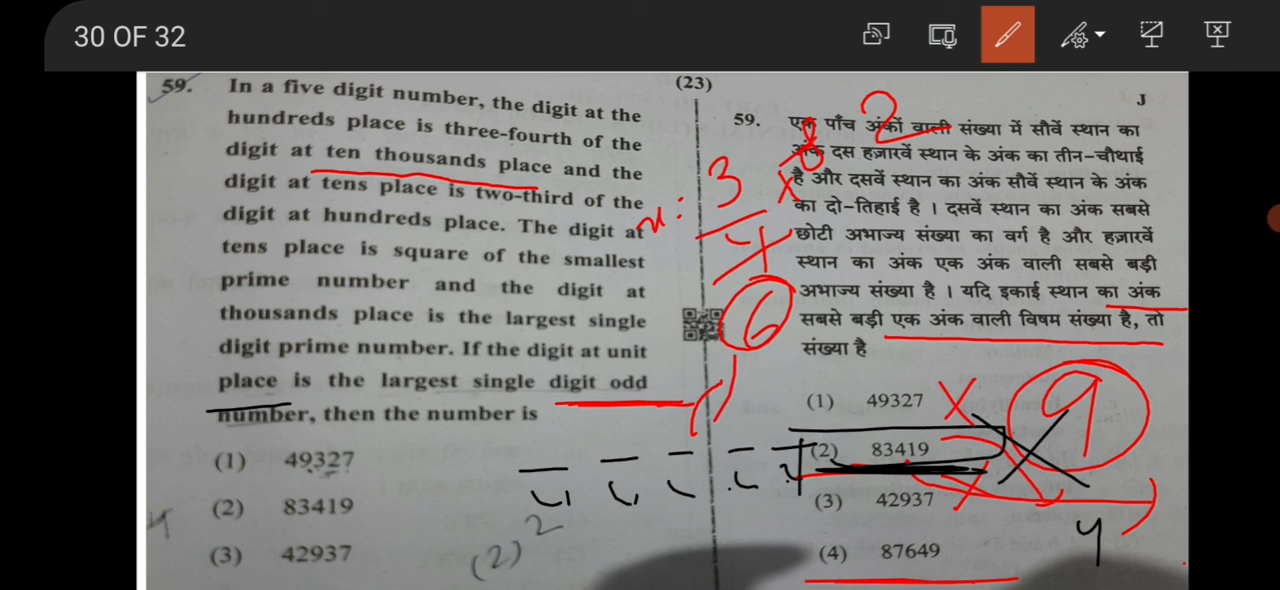 30 OF 32
(23)
J
59. In a five digit number, the digit at the
hundreds place is three-fourth of the
digit at ten thousands place and the
digit at tens place is two-third of the
digit at hundreds place. The digit at
tens place is square of the smallest
prime number and the digit at
thousands place is the largest single
digit prime number. If the digit at unit
place is the largest single digit odd
number, then the number is
(1) 49327
(2) 83419
(3) 42937
(2) 2
4
59. एक पाँच अंकों वाली संख्या में सौवें स्थान का
अंक दस हज़ारवें स्थान के अंक का तीन-चौथाई
है और दसवें स्थान का अंक सौवें स्थान के अंक
का दो-तिहाई है । दसवें स्थान का अंक सबसे
छोटी अभाज्य संख्या का वर्ग है और हज़ारवें
स्थान का अंक एक अंक वाली सबसे बड़ी
अभाज्य संख्या है । यदि इकाई स्थान का अंक
सबसे बड़ी एक अंक वाली विषम संख्या है, तो
संख्या है
(1) 49327
(2) 83419
(3) 42937
(4) 87649
2
3 × 8
4
6
9
4